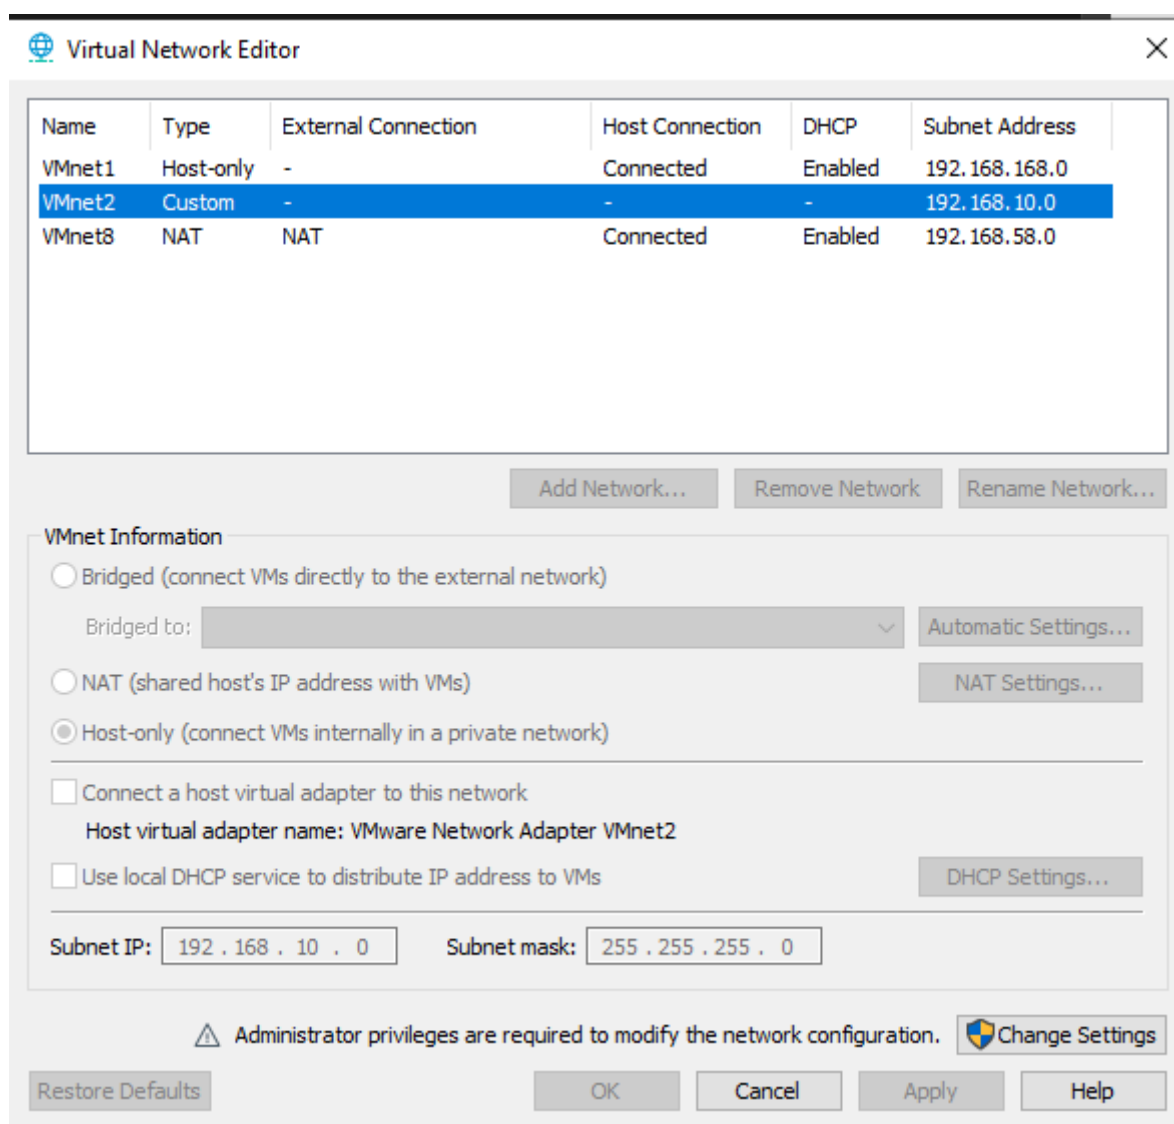 Virtual Network Editor
Name Type External Connection Host Connection DHCP Subnet Address
VMnet1 Host-only - Connected Enabled 192.168.168.0
VMnet2 Custom - - - 192.168.10.0
VMnet8 NAT NAT Connected Enabled 192.168.58.0
Add Network... Remove Network Rename Network...
VMnet Information
Bridged (connect VMs directly to the external network)
Bridged to: Automatic Settings...
NAT (shared host's IP address with VMs) NAT Settings...
Host-only (connect VMs internally in a private network)
Connect a host virtual adapter to this network
Host virtual adapter name: VMware Network Adapter VMnet2
Use local DHCP service to distribute IP address to VMs DHCP Settings...
Subnet IP: 192 . 168 . 10 . 0 Subnet mask: 255 . 255 . 255 . 0
Administrator privileges are required to modify the network configuration. Change Settings
Restore Defaults OK Cancel Apply Help